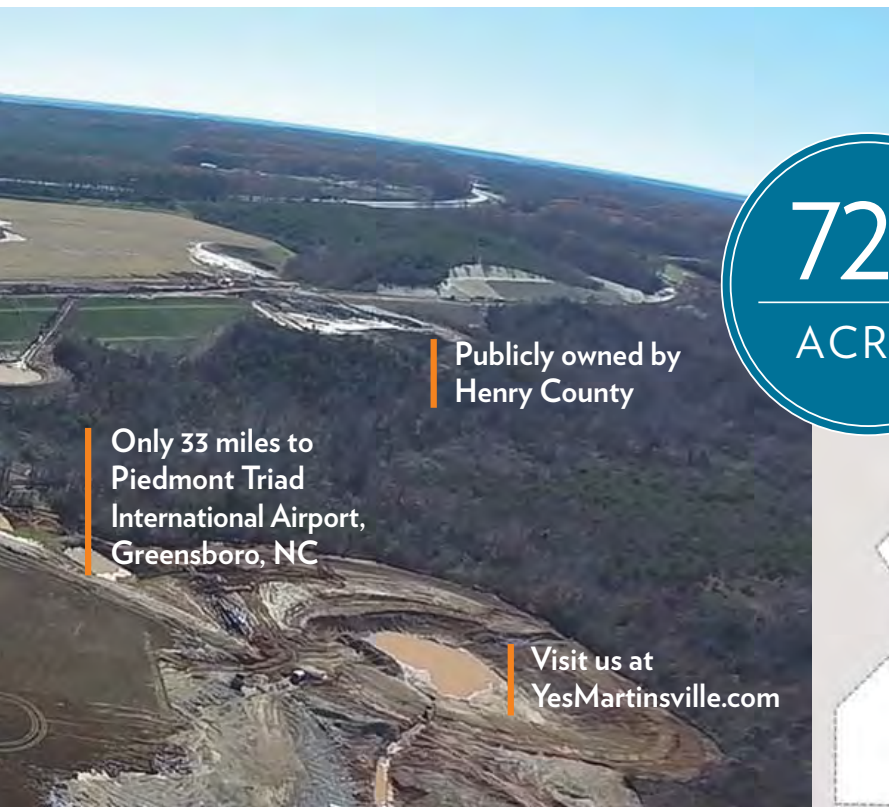 72
ACR
Publicly owned by
Henry County
Only 33 miles to
Piedmont Triad
International Airport,
Greensboro, NC
Visit us at
YesMartinsville.com